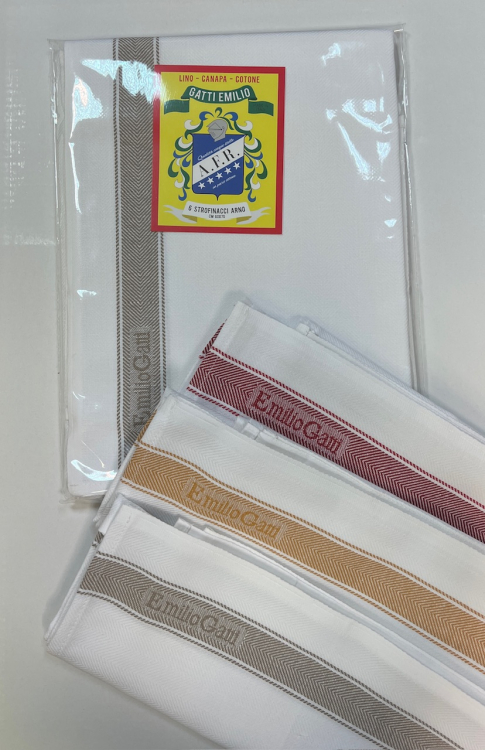 LINO - CANAPA - COTONE
GATTI EMILIO
A.F.R.
6 STROFINACCI ARNO
EmilioGatti
EmilioGatti
EmilioGatti
EmilioGatti